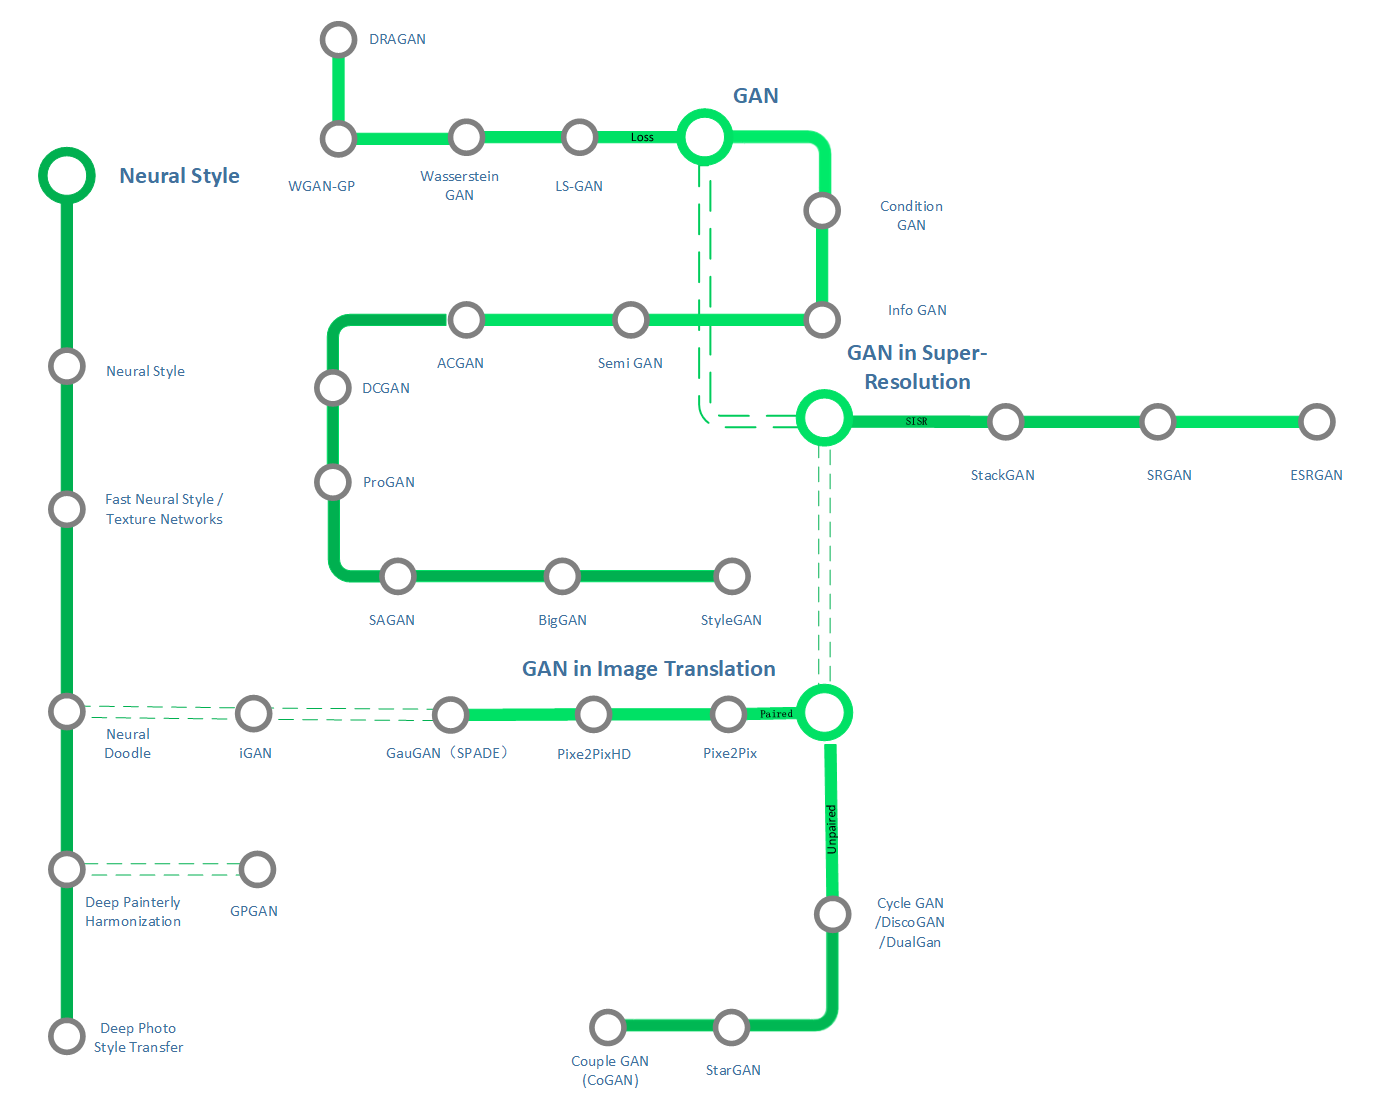 DRAGAN
GAN
Loss
WGAN-GP
Wasserstein
GAN
LS-GAN
Neural Style
Condition
GAN
Info GAN
ACGAN
Semi GAN
GAN in Super-
Resolution
Neural Style
DCGAN
SISR
StackGAN
SRGAN
ESRGAN
ProGAN
Fast Neural Style /
Texture Networks
SAGAN
BigGAN
StyleGAN
GAN in Image Translation
Paired
Neural
Doodle
iGAN
GauGAN（SPADE）
Pixe2PixHD
Pixe2Pix
Unpaired
Deep Painterly
Harmonization
GPGAN
Cycle GAN
/DiscoGAN
/DualGan
Deep Photo
Style Transfer
Couple GAN
(CoGAN)
StarGAN